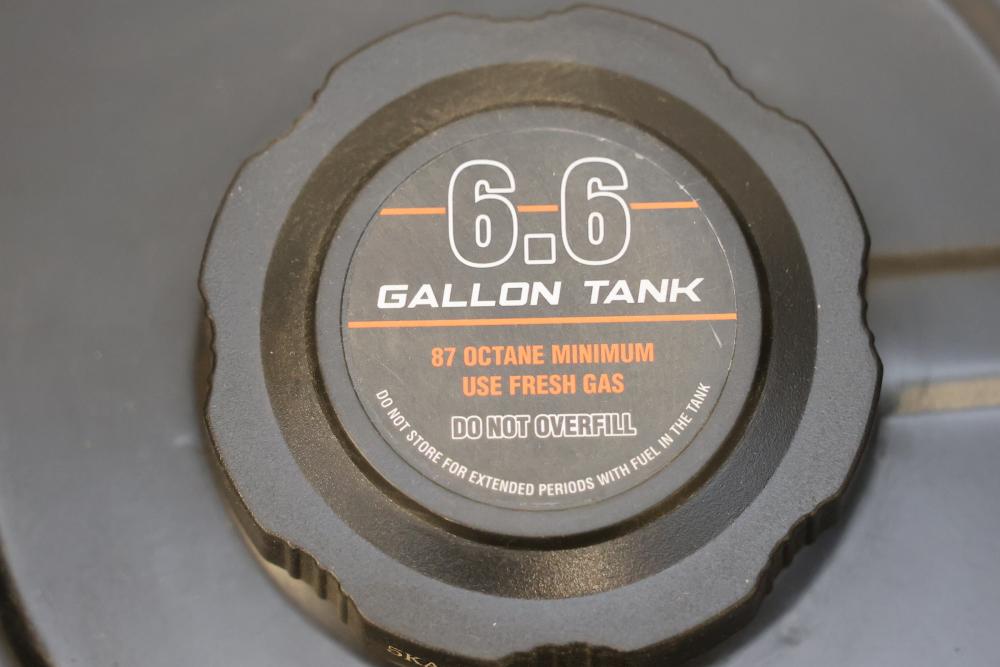 6.6
GALLON TANK
87 OCTANE MINIMUM
USE FRESH GAS
DO NOT OVERFILL
DO NOT STORE FOR EXTENDED PERIODS WITH FUEL IN THE TANK